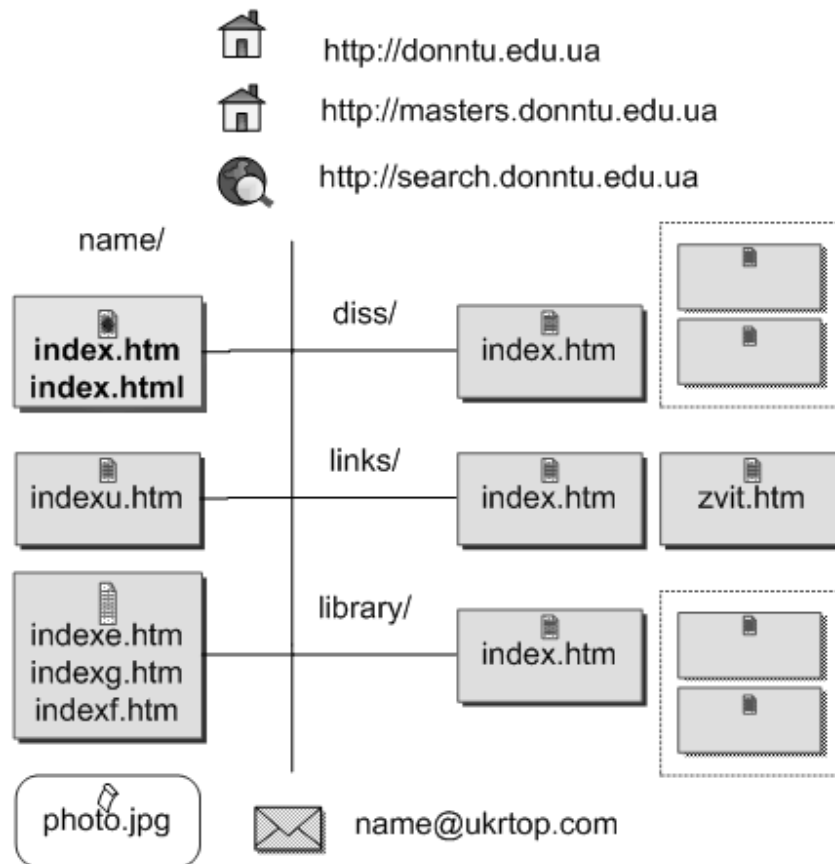 http://donntu.edu.ua
http://masters.donntu.edu.ua
http://search.donntu.edu.ua
name/
diss/
index.htm
index.html
index.htm
links/
indexu.htm
index.htm
zvit.htm
library/
indexe.htm
indexg.htm
indexf.htm
index.htm
photo.jpg
name@ukrtop.com